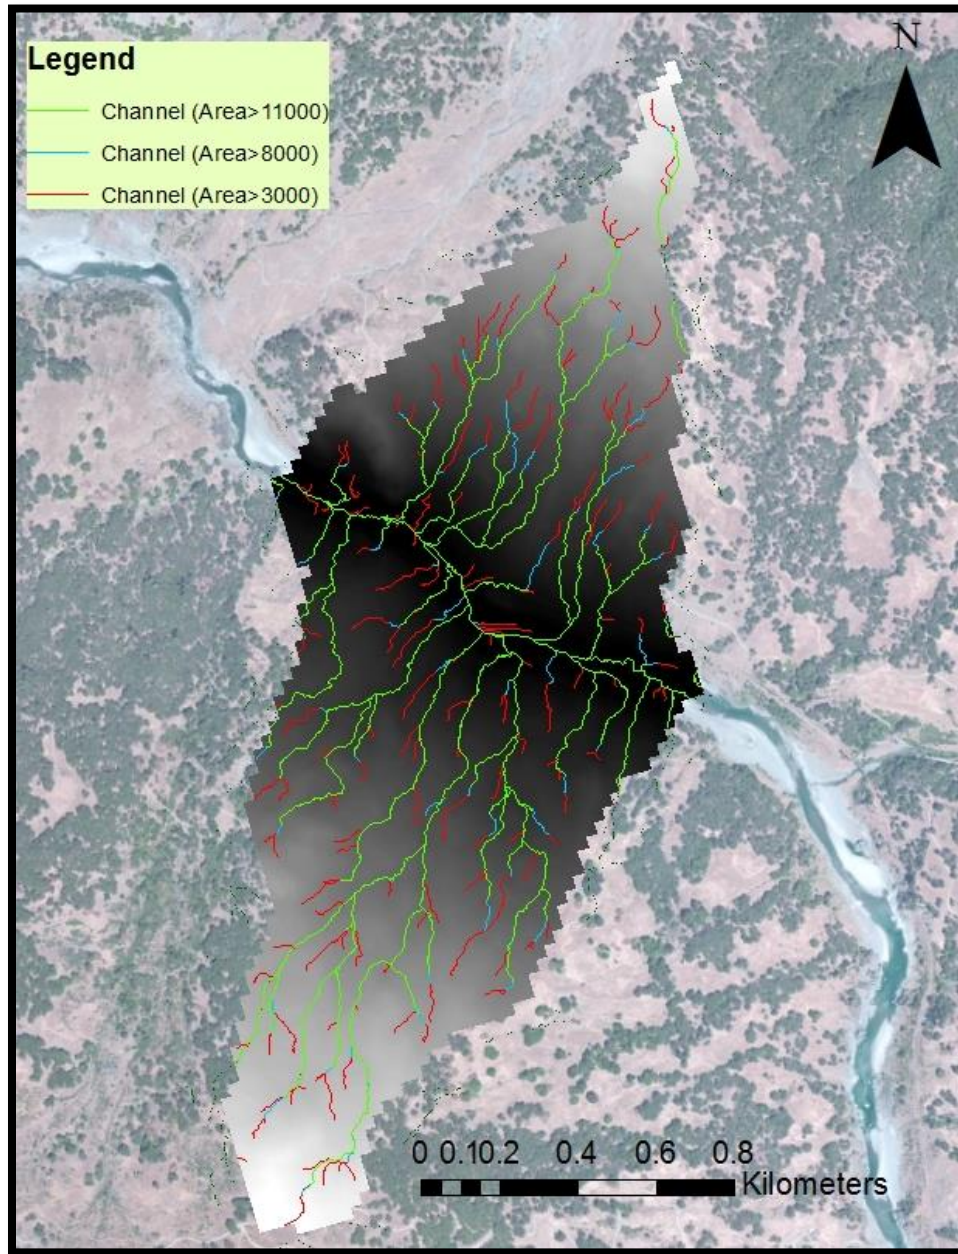 Legend
N
Channel (Area>11000)
Channel (Area>8000)
Channel (Area>3000)
0 0.10.2 0.4 0.6 0.8
Kilometers